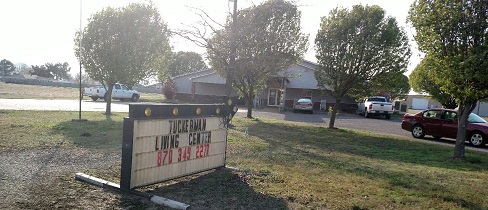 TUCKERMAN
LIVING CENTER
870 349 2217